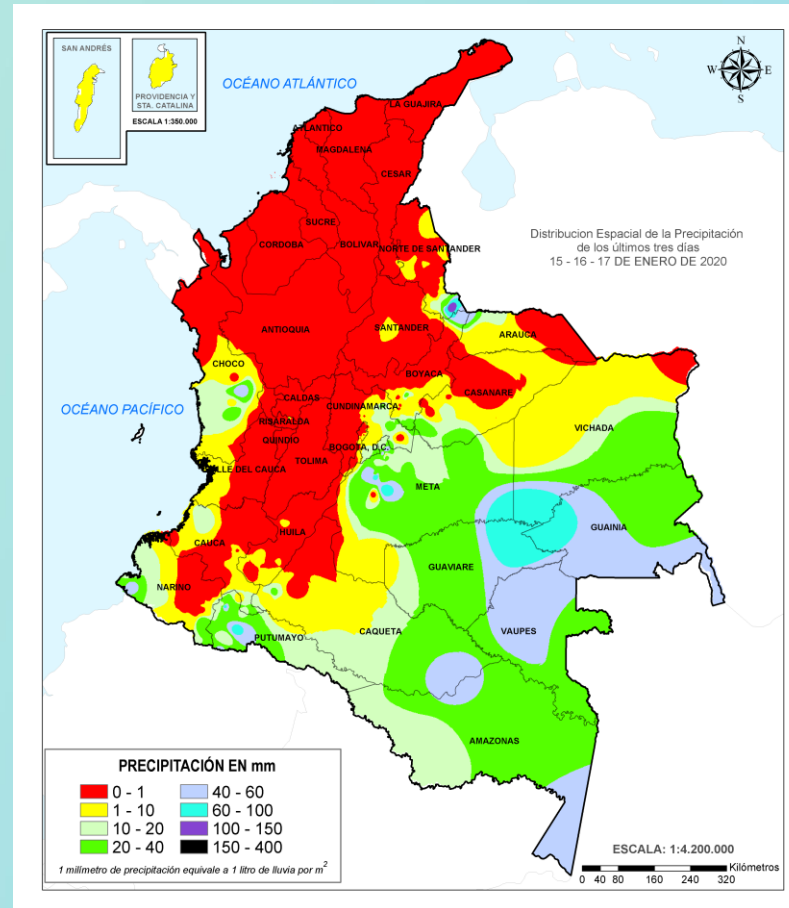 SAN ANDRÉS
PROVIDENCIA Y
STA. CATALINA
ESCALA 1:350.000
OCÉANO ATLÁNTICO
N
W
E
S
LA GUAJIRA
ATLANTICO
MAGDALENA
CESAR
SUCRE
CORDOBA
BOLIVAR
NORTE DE SANTANDER
Distribucion Espacial de la Precipitación
de los últimos tres días
15 - 16 - 17 DE ENERO DE 2020
ANTIOQUIA
SANTANDER
ARAUCA
CHOCO
BOYACA
CASANARE
OCÉANO PACÍFICO
CALDAS
CUNDINAMARCA
RISARALDA
VICHADA
QUINDIO
BOGOTA, D.C.
TOLIMA
VALLE DEL CAUCA
META
GUAINIA
HUILA
CAUCA
GUAVIARE
NARINO
CAQUETA
VAUPES
PUTUMAYO
AMAZONAS
PRECIPITACIÓN EN mm
0 - 1
40 - 60
1 - 10
60 - 100
10 - 20
100 - 150
20 - 40
150 - 400
1 milímetro de precipitación equivale a 1 litro de lluvia por m²
ESCALA: 1:4.200.000
Kilómetros
0 40 80 160 240 320